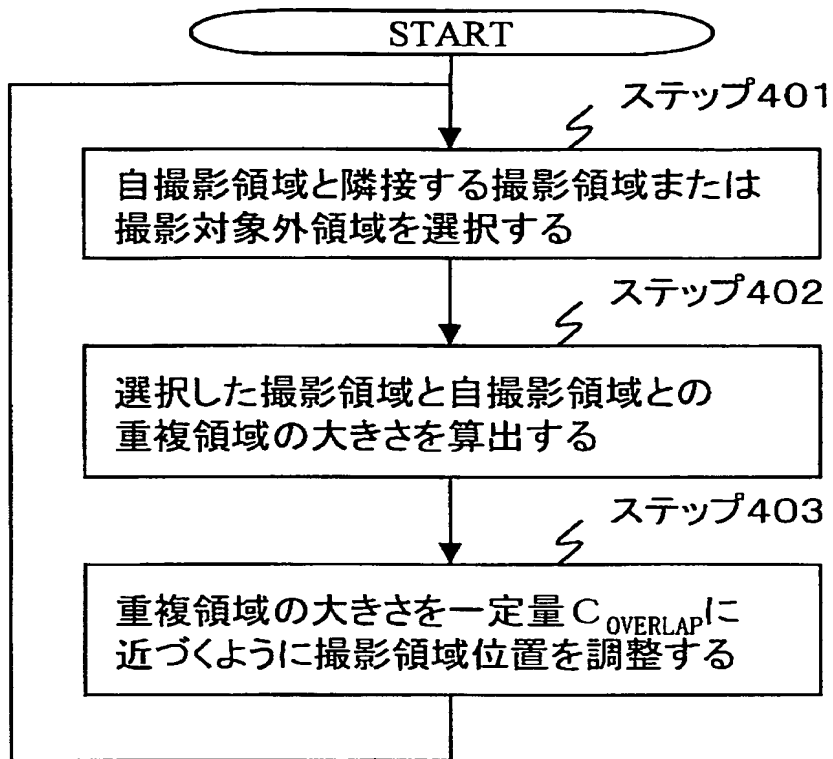 START
ステップ401
自撮影領域と隣接する撮影領域または
撮影対象外領域を選択する
ステップ402
選択した撮影領域と自撮影領域との
重複領域の大きさを算出する
ステップ403
重複領域の大きさを一定量COVERLAPに
近づくように撮影領域位置を調整する